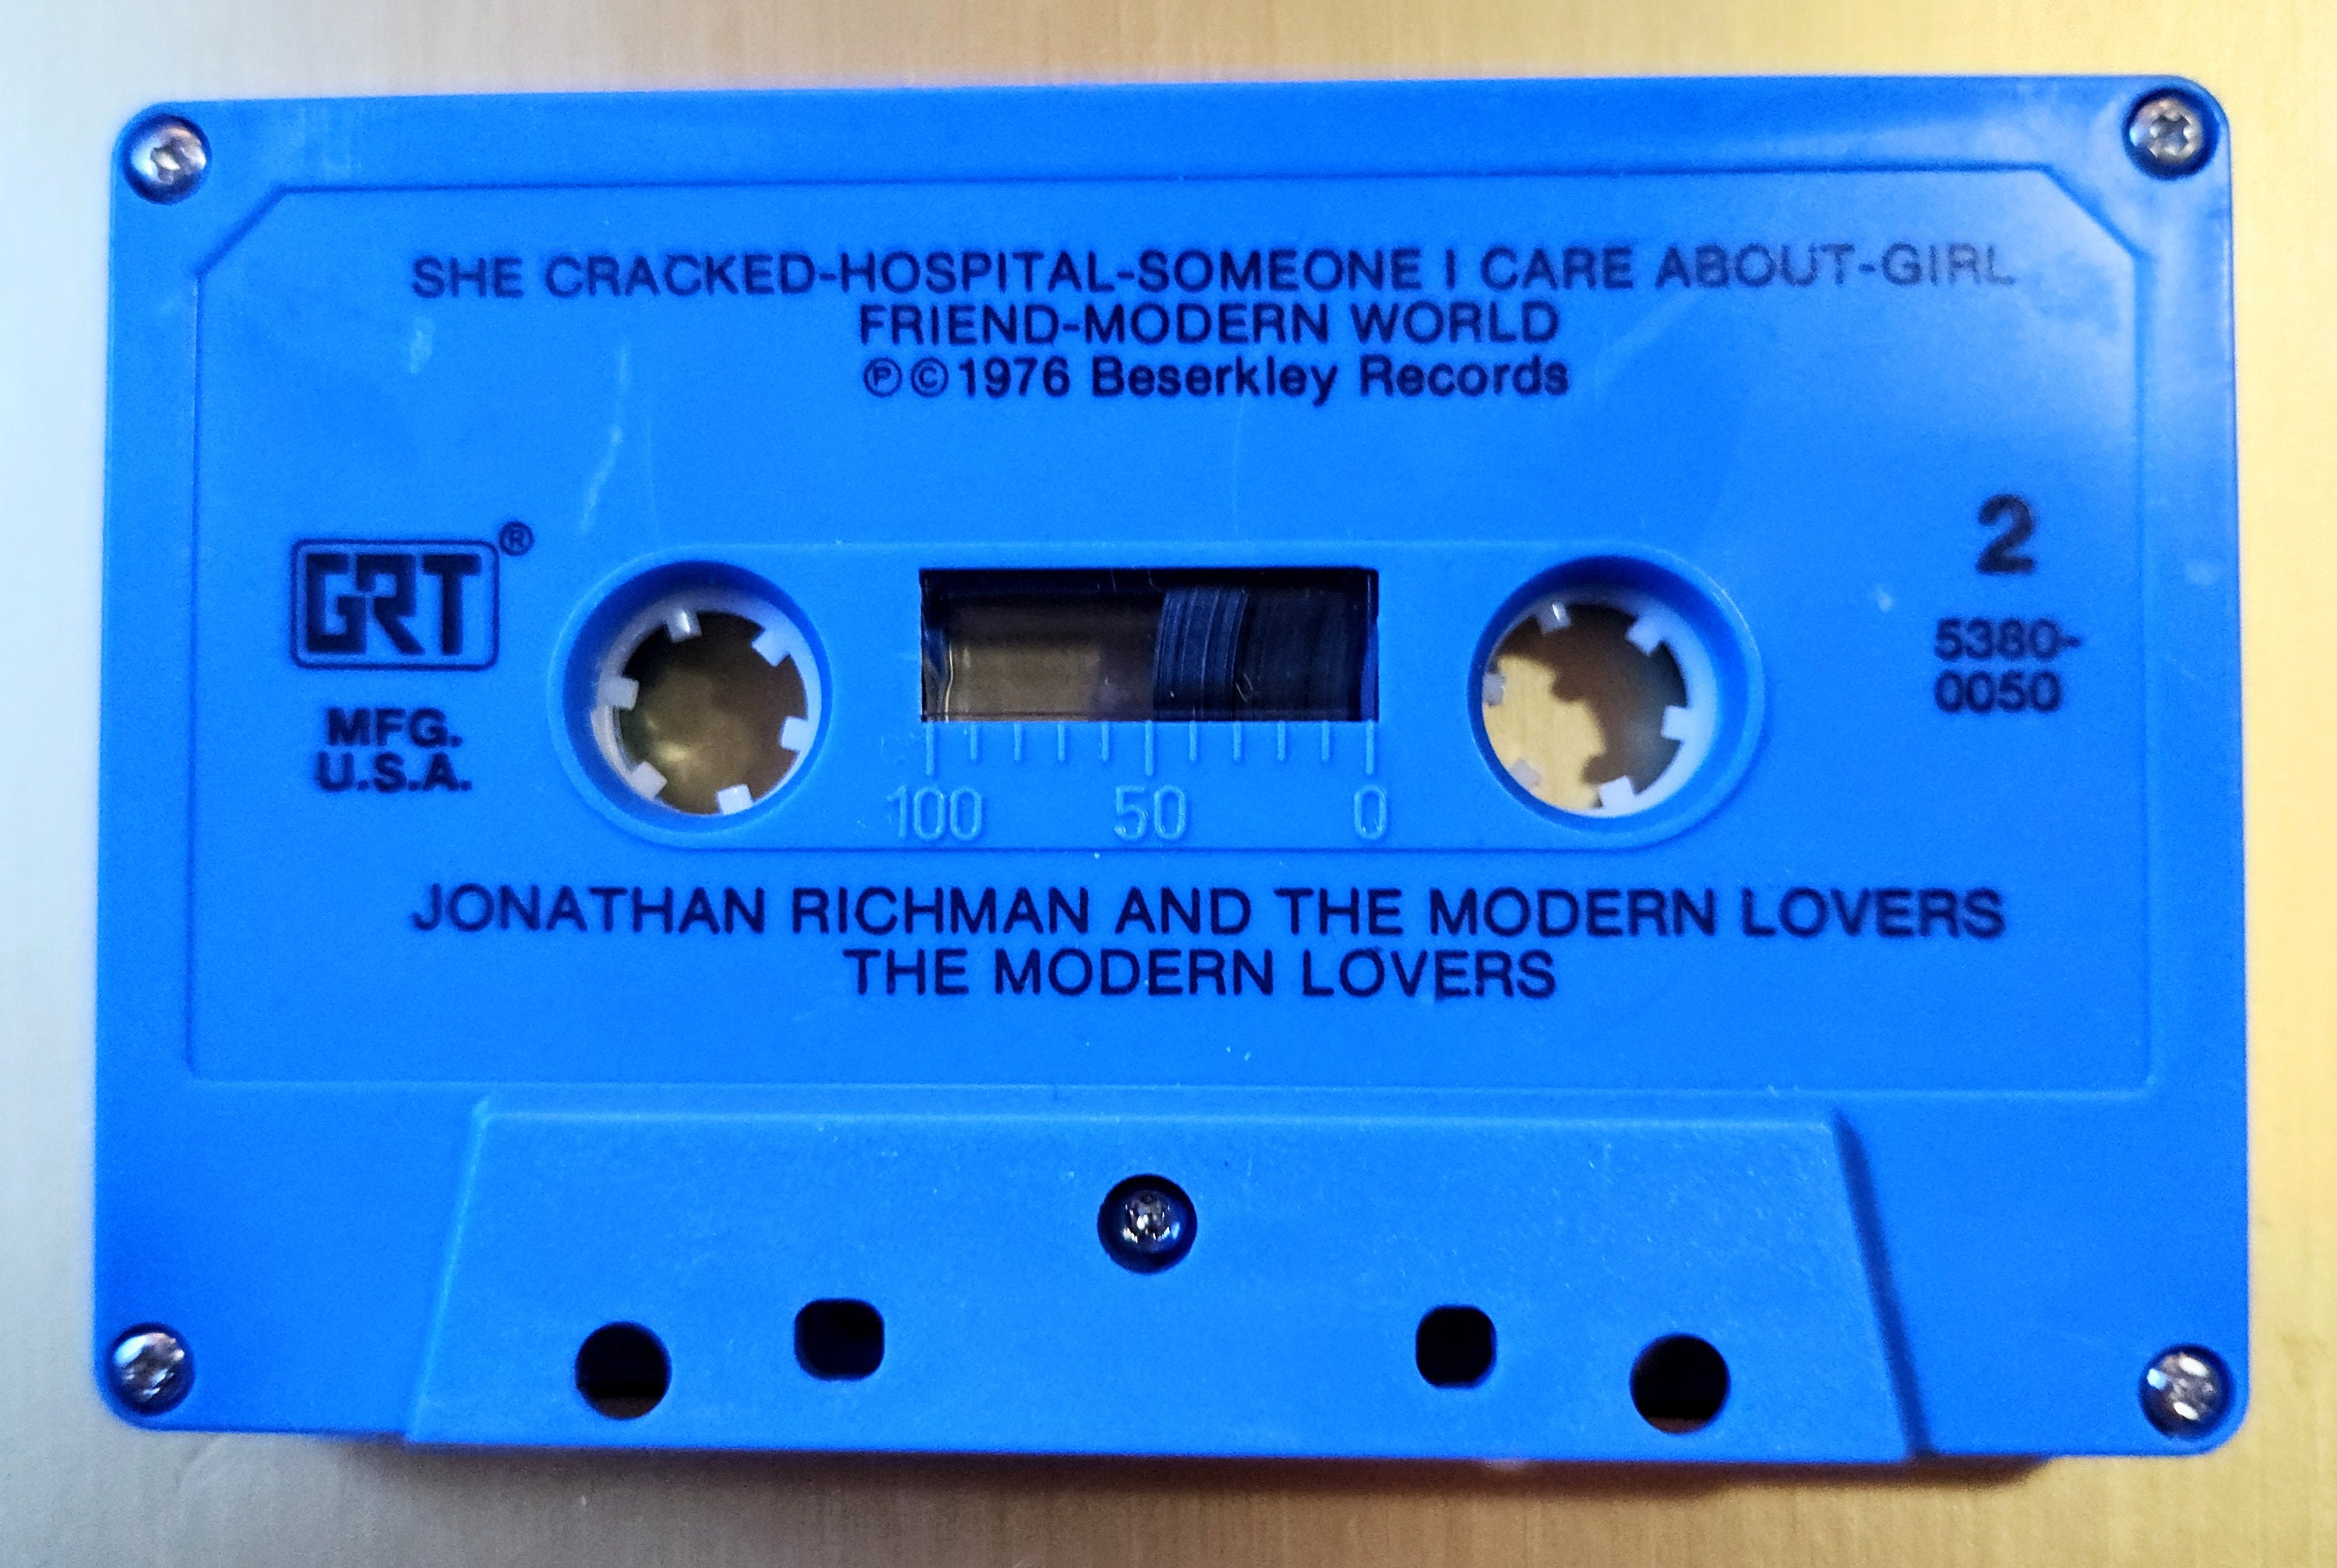 SHE CRACKED-HOSPITAL-SOMEONE I CARE ABOUT-GIRL
FRIEND-MODERN WORLD
℗©1976 Beserkley Records
GRT®
MFG.
U.S.A.
2
5380-
0050
100 50 0
JONATHAN RICHMAN AND THE MODERN LOVERS
THE MODERN LOVERS